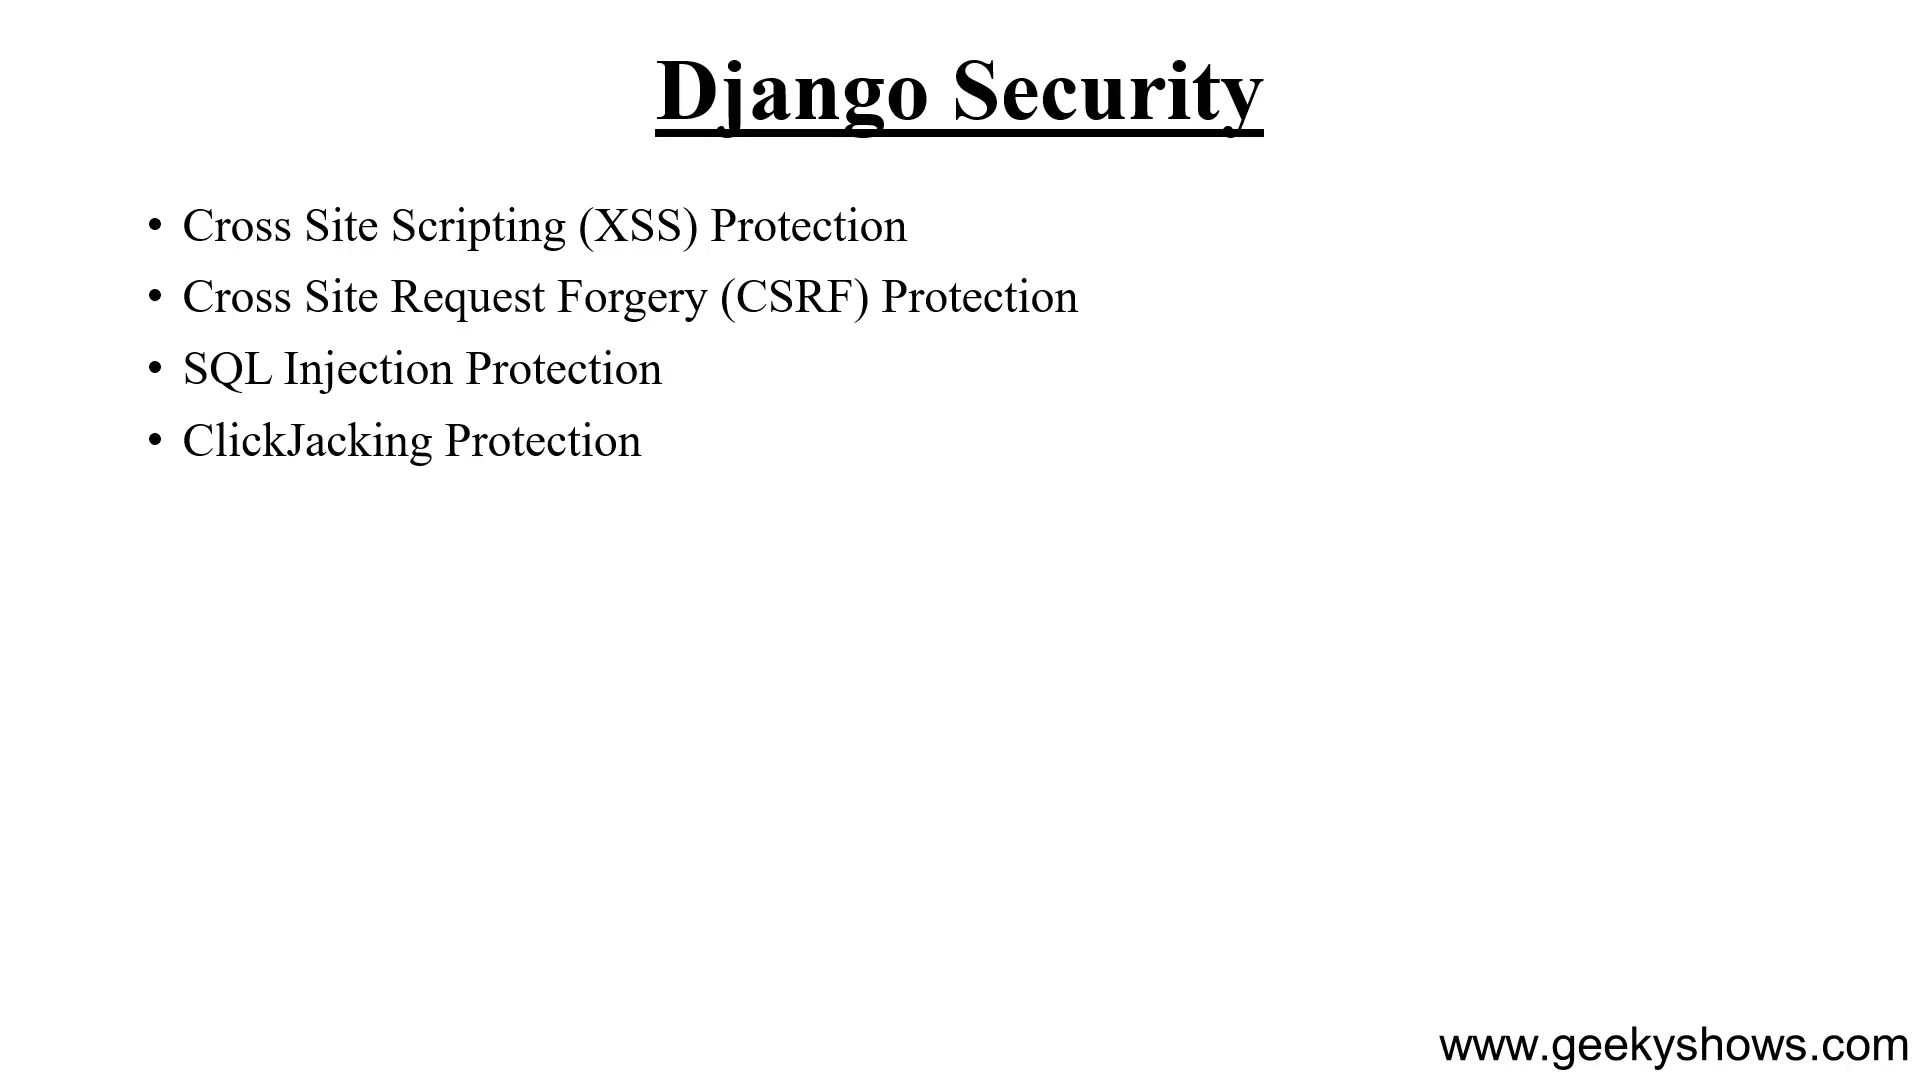 Django Security
• Cross Site Scripting (XSS) Protection
• Cross Site Request Forgery (CSRF) Protection
• SQL Injection Protection
• ClickJacking Protection
www.geekyshows.com